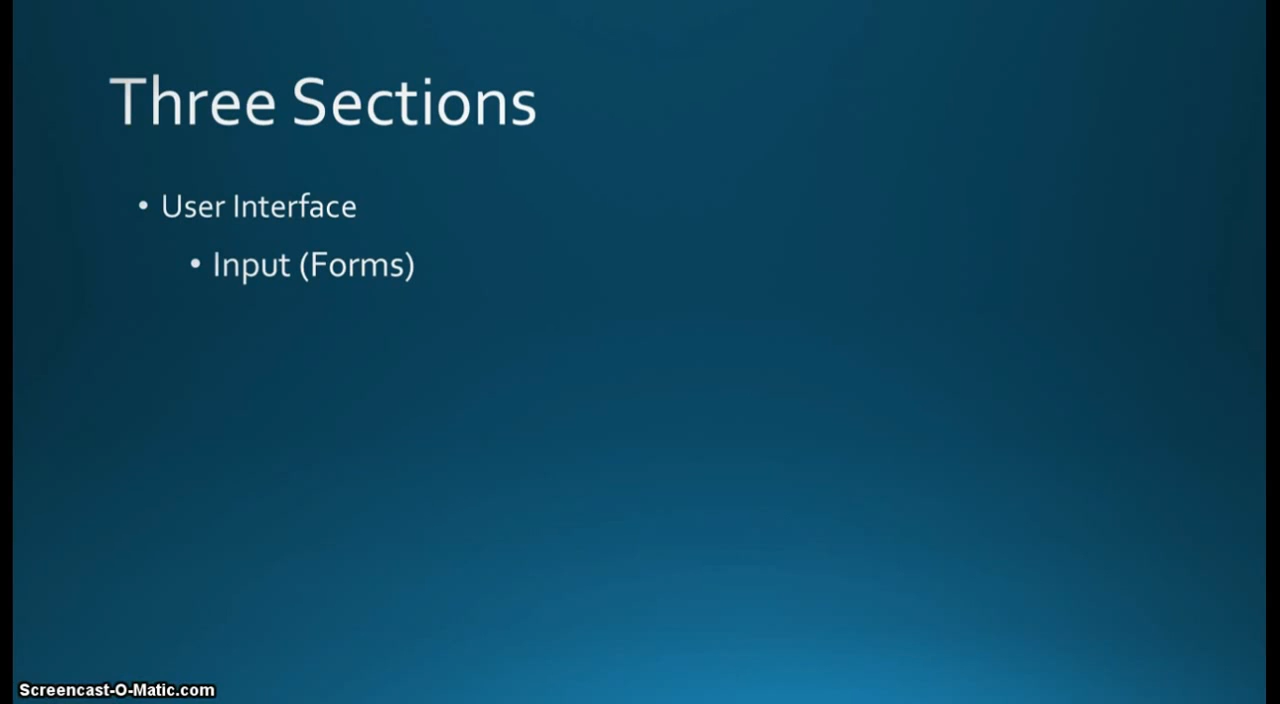 Three Sections
• User Interface
• Input (Forms)
Screencast-O-Matic.com